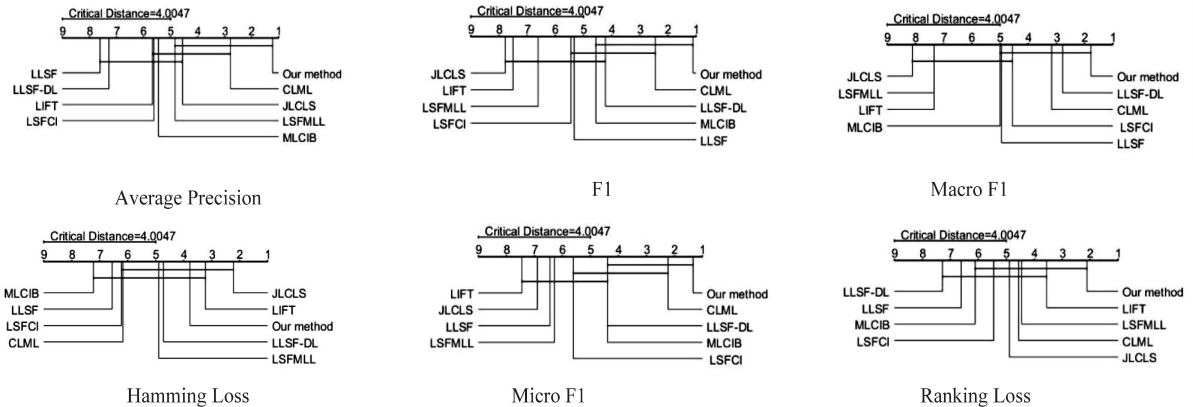 Critical Distance=4.0047
9 8 7 6 5 4 3 2 1
LLSF
LLSF-DL
LIFT
LSFCI
Our method
CLML
JLCLS
LSFMLL
MLCIB
Average Precision
Critical Distance=4.0047
9 8 7 6 5 4 3 2 1
JLCLS
LIFT
LSFMLL
LSFCI
Our method
CLML
LLSF-DL
MLCIB
LLSF
F1
Critical Distance=4.0047
9 8 7 6 5 4 3 2 1
JLCLS
LSFMLL
LIFT
MLCIB
Our method
LLSF-DL
CLML
LSFCI
LLSF
Macro F1
Critical Distance=4.0047
9 8 7 6 5 4 3 2 1
MLCIB
LLSF
LSFCI
CLML
JLCLS
LIFT
Our method
LLSF-DL
LSFMLL
Hamming Loss
Critical Distance=4.0047
9 8 7 6 5 4 3 2 1
LIFT
JLCLS
LLSF
LSFMLL
Our method
CLML
LLSF-DL
MLCIB
LSFCI
Micro F1
Critical Distance=4.0047
9 8 7 6 5 4 3 2 1
LLSF-DL
LLSF
MLCIB
LSFCI
Our method
LIFT
LSFMLL
CLML
JLCLS
Ranking Loss